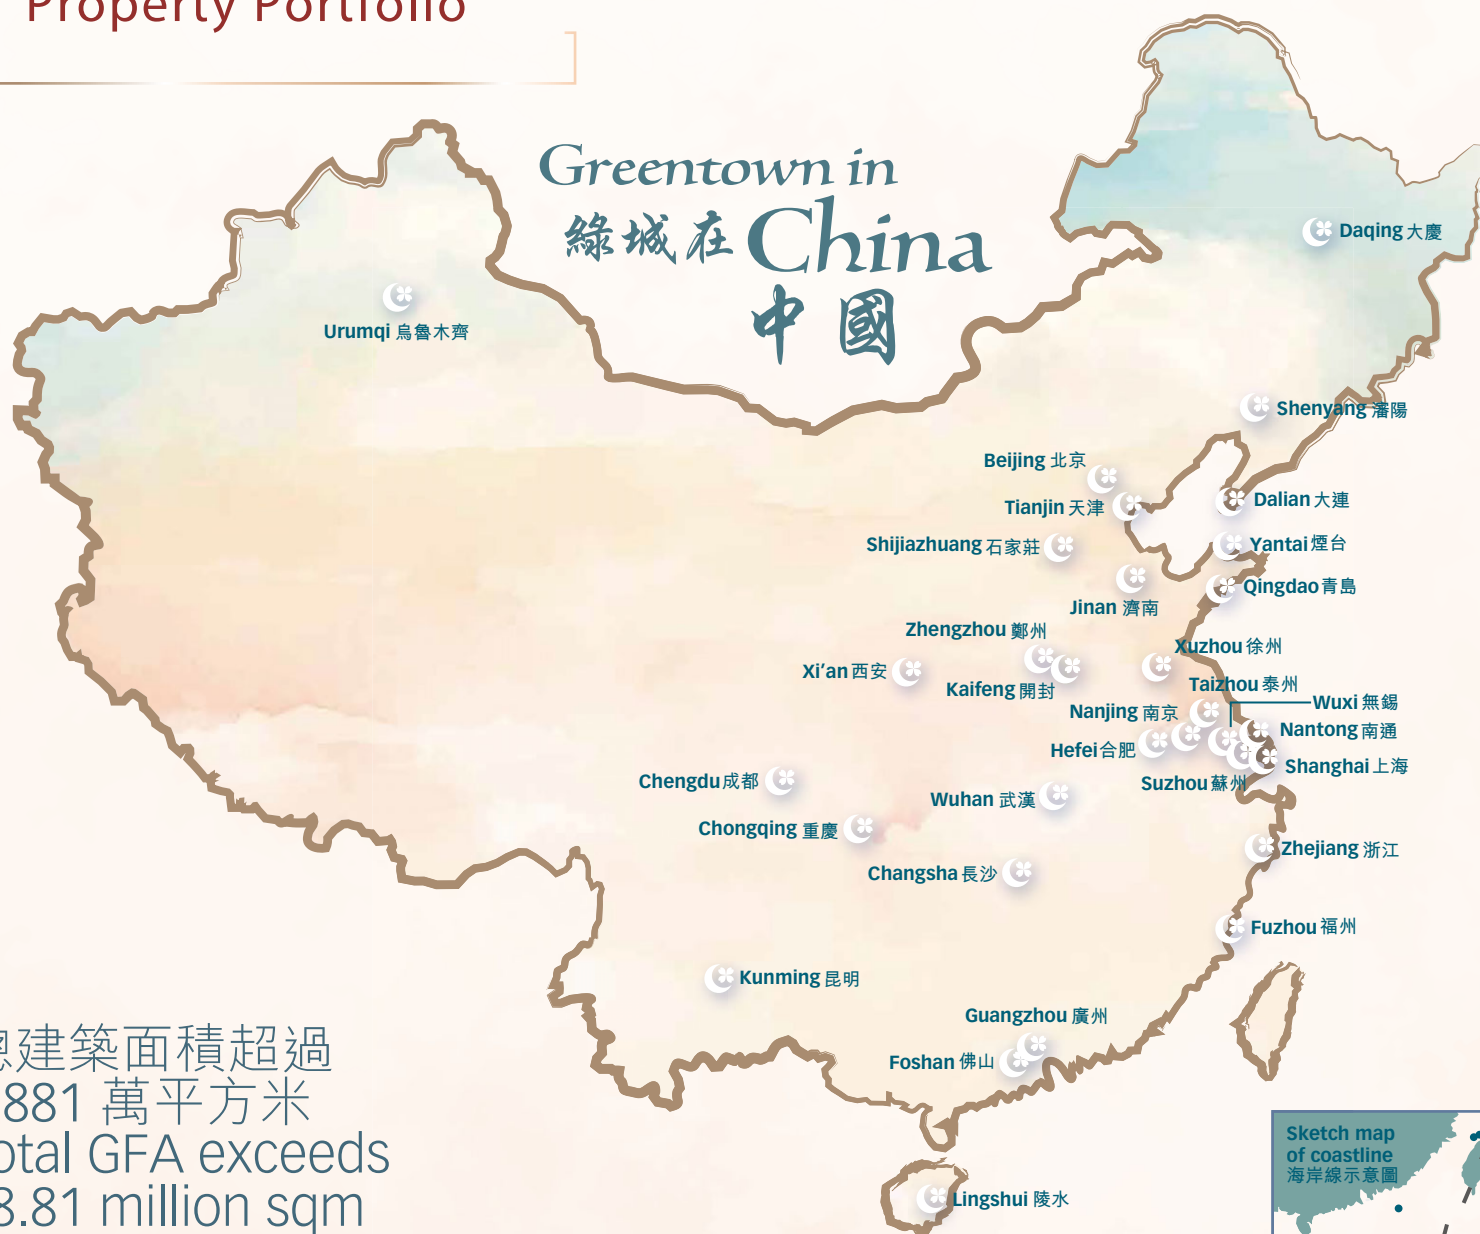 Property Portfolio
Greentown in
綠城在 China
中國
Daqing 大慶
Urumqi 烏魯木齊
Shenyang 瀋陽
Beijing 北京
Tianjin 天津
Dalian 大連
Shijiazhuang 石家莊
Yantai 煙台
Qingdao 青島
Jinan 濟南
Zhengzhou 鄭州
Xuzhou 徐州
Xi'an 西安
Kaifeng 開封
Taizhou 泰州
Wuxi 無錫
Nanjing 南京
Nantong 南通
Hefei 合肥
Shanghai 上海
Suzhou 蘇州
Chengdu 成都
Wuhan 武漢
Chongqing 重慶
Zhejiang 浙江
Changsha 長沙
Fuzhou 福州
Kunming 昆明
Guangzhou 廣州
Foshan 佛山
總建築面積超過
881 萬平方米
otal GFA exceeds
8.81 million sqm
Sketch map
of coastline
海岸線示意圖
Lingshui 陵水